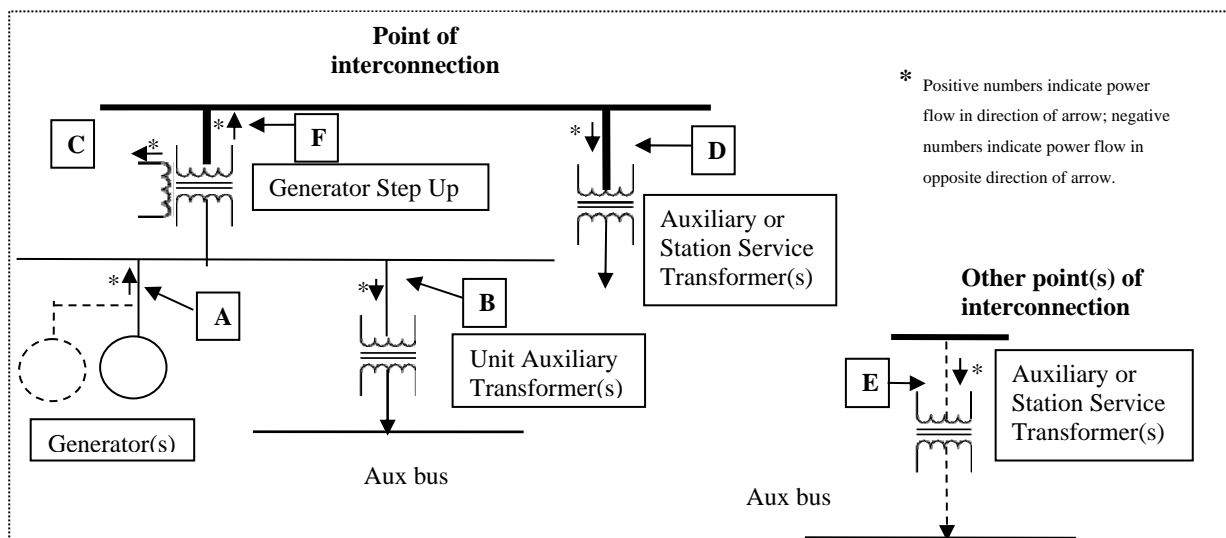 Point of
interconnection
* Positive numbers indicate power
flow in direction of arrow; negative
numbers indicate power flow in
opposite direction of arrow.
C
*
*
F
*
D
Generator Step Up
Auxiliary or
Station Service
Transformer(s)
*
A
*
B
Other point(s) of
interconnection
Unit Auxiliary
Transformer(s)
E
*
Auxiliary or
Station Service
Transformer(s)
Generator(s)
Aux bus
Aux bus